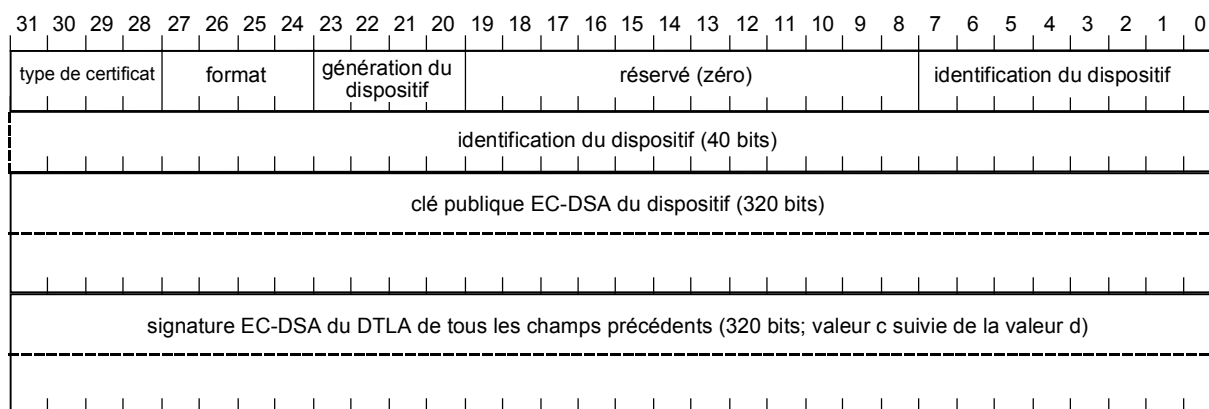 31 30 29 28 27 26 25 24 23 22 21 20 19 18 17 16 15 14 13 12 11 10 9 8 7 6 5 4 3 2 1 0
type de certificat format génération du dispositif réservé (zéro) identification du dispositif
identification du dispositif (40 bits)
clé publique EC-DSA du dispositif (320 bits)
signature EC-DSA du DTLA de tous les champs précédents (320 bits; valeur c suivie de la valeur d)